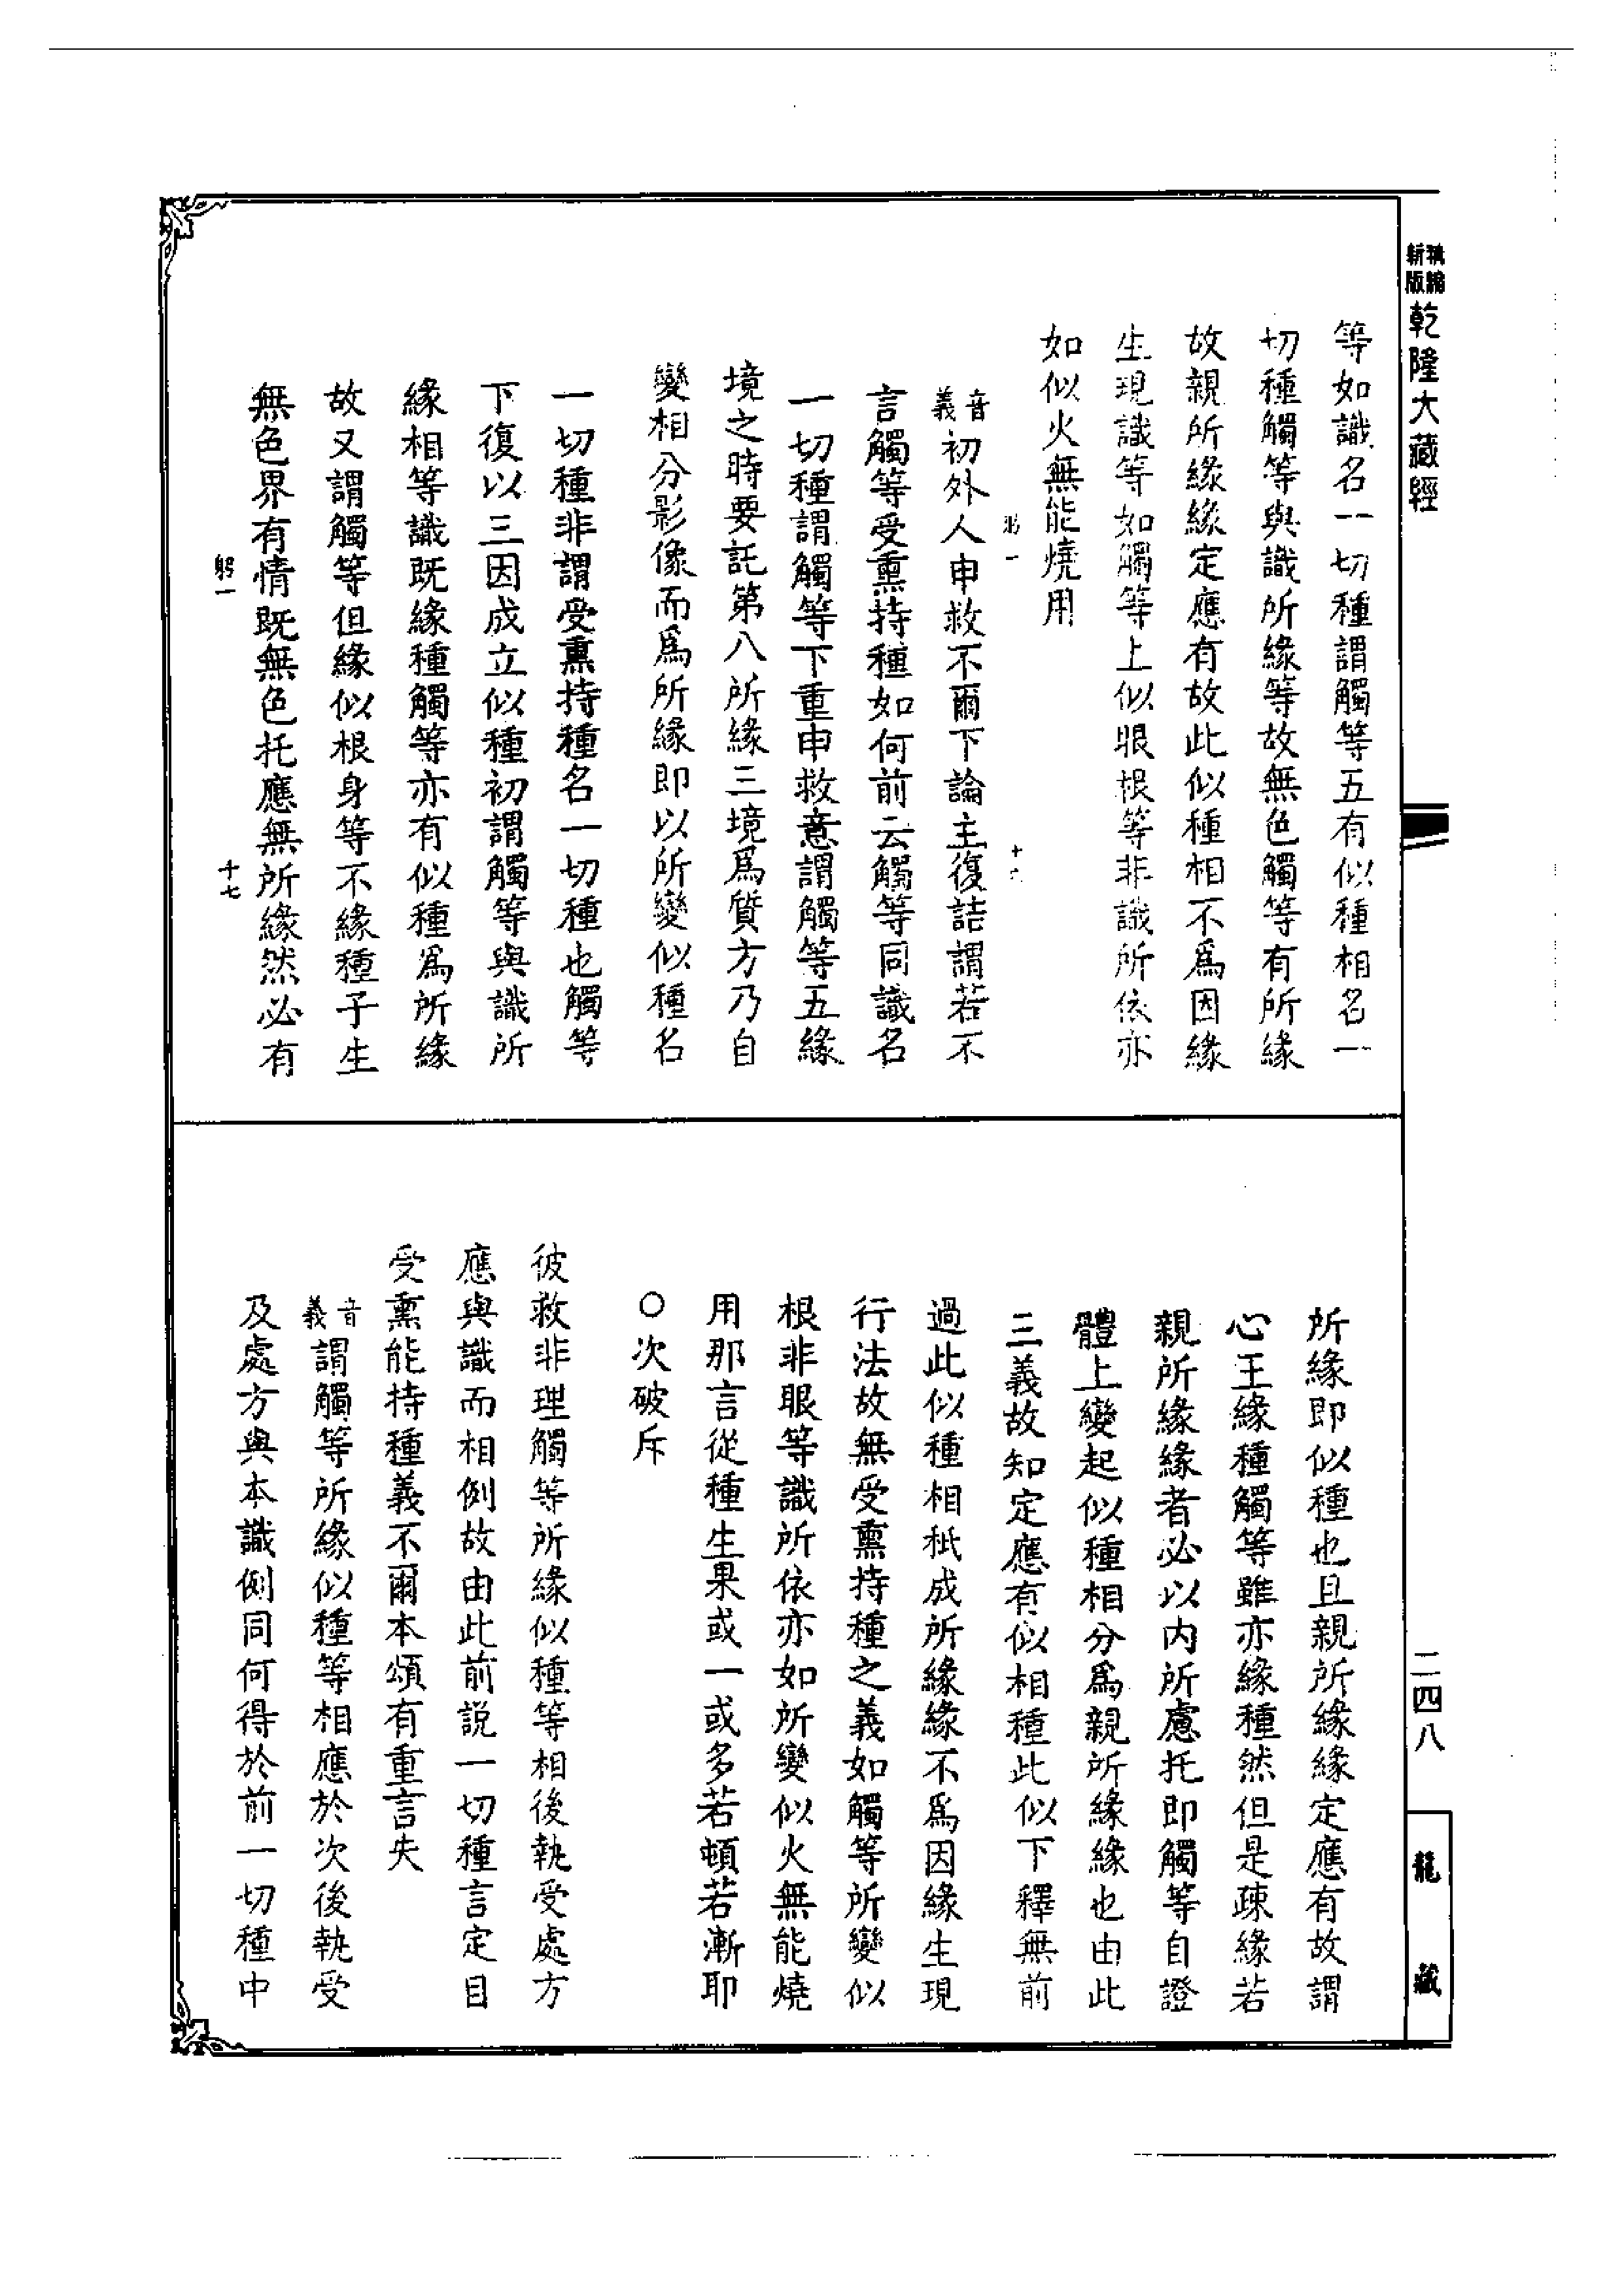 新版
乾隆大藏經
等如識名一切種謂觸等五有似種相名一
切種觸等與識所緣等故無色觸等有所緣
故親所緣緣定應有故此似種相不爲因緣
生現識等如觸等上似眼根等非識所依亦
如似火無能燒用
音義初外人申救不爾下論主復詰謂若不
言觸等受熏持種如何前云觸等同識名
一切種謂觸等下重申救意謂觸等五緣
境之時要託第八所緣三境爲質方乃自
變相分影像而爲所緣即以所變似種名
一切種非謂受熏持種名一切種也觸等
下復以三因成立似種初謂觸等與識所
緣相等識既緣種觸等亦有似種爲所緣
故又謂觸等但緣似根身等不緣種子生
無色界有情既無色托應無所緣然必有
躬一
十七
所緣即似種也且親所緣緣定應有故謂
心王緣種觸等雖亦緣種然但是疎緣若
親所緣緣者必以内所慮托即觸等自證
體上變起似種相分爲親所緣緣也由此
三義故知定應有似相種此似下釋無前
過此似種相秪成所緣緣不爲因緣生現
行法故無受熏持種之義如觸等所變似
根非眼等識所依亦如所變似火無能燒
用那言從種生果或一或多若頓若漸耶
○次破斥
彼救非理觸等所緣似種等相後執受處方
應與識而相例故由此前説一切種言定目
受熏能持種義不爾本頌有重言失
音義謂觸等所緣似種等相應於次後執受
及處方與本識例同何得於前一切種中
二四八
龍藏